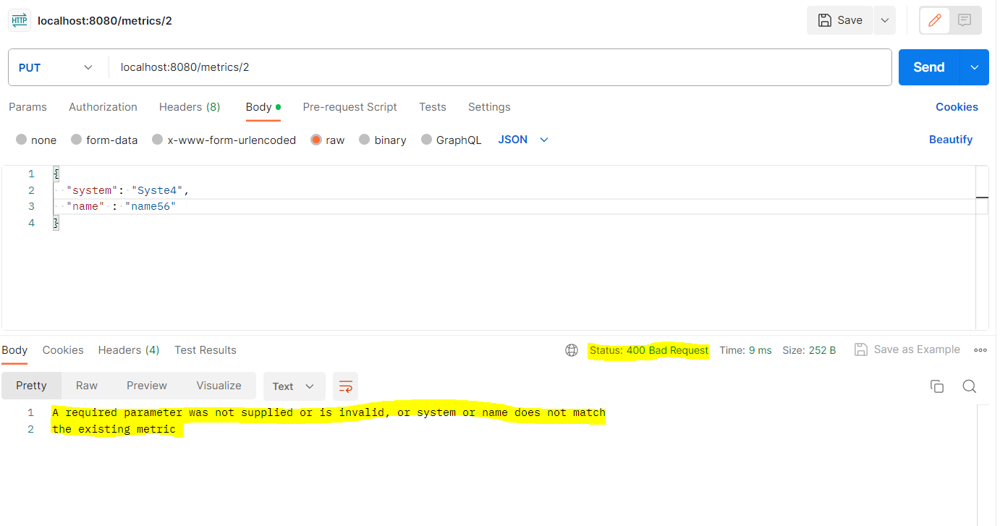 HTTP localhost:8080/metrics/2 Save
PUT localhost:8080/metrics/2 Send
Params Authorization Headers (8) Body Pre-request Script Tests Settings Cookies
none form-data x-www-form-urlencoded raw binary GraphQL JSON Beautify
1 {
2 "system": "Syste4",
3 "name" : "name56"
4 }
Body Cookies Headers (4) Test Results Status: 400 Bad Request Time: 9 ms Size: 252 B Save as Example
Pretty Raw Preview Visualize Text
1 A required parameter was not supplied or is invalid, or system or name does not match
2 the existing metric